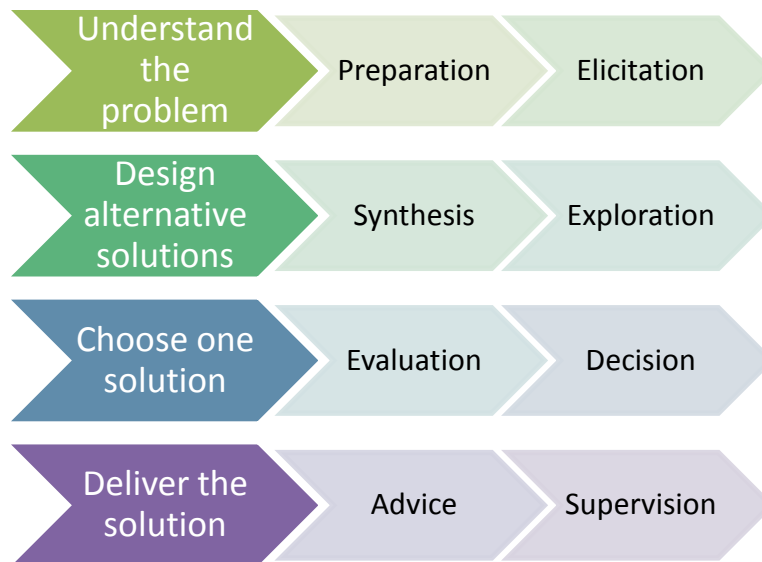 Understand
the
problem
Preparation
Elicitation
Design
alternative
solutions
Synthesis
Exploration
Choose one
solution
Evaluation
Decision
Deliver the
solution
Advice
Supervision